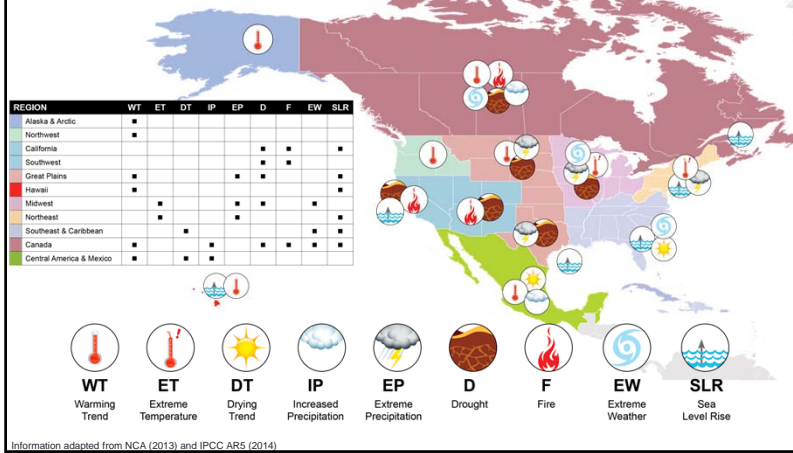 REGION WT ET DT IP EP D F EW SLR
Alaska & Arctic ■
Northwest ■
California ■ ■ ■
Southwest ■ ■
Great Plains ■ ■ ■ ■
Hawaii ■ ■
Midwest ■ ■ ■ ■
Northeast ■ ■ ■
Southeast & Caribbean ■ ■ ■
Canada ■ ■ ■ ■ ■ ■
Central America & Mexico ■ ■ ■
WT ET DT IP EP D F EW SLR
Warming Extreme Drying Increased Extreme Drought Fire Extreme Sea
Trend Temperature Trend Precipitation Precipitation Weather Level Rise
Information adapted from NCA (2013) and IPCC AR5 (2014)